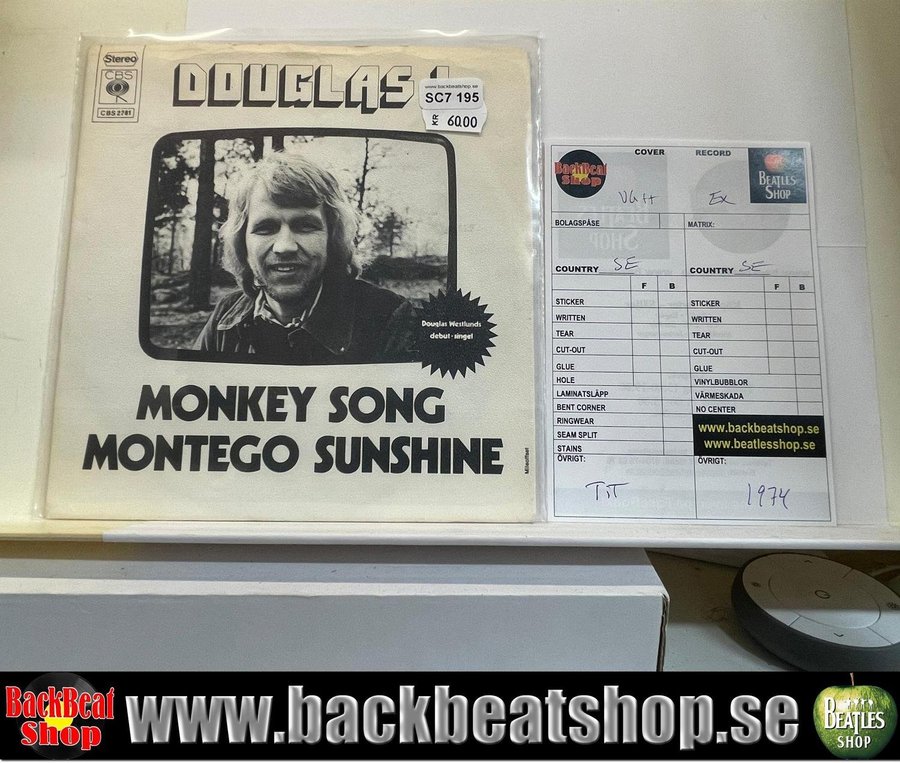 Stereo
CBS
CBS 2781
DOUGLAS !
www.backbeatshop.se
SC7 195
KR 60.00
Douglas Westlunds
debut-singel
MONKEY SONG
MONTEGO SUNSHINE
COVER RECORD
BackBeat
Shop
BEATLES
SHOP
VG++ Ex
BOLAGSPÅSE MATRIX:
COUNTRY SE COUNTRY SE
F B F B
STICKER STICKER
WRITTEN WRITTEN
TEAR TEAR
CUT-OUT CUT-OUT
GLUE GLUE
HOLE VINYLBUBBLOR
LAMINATSLÄPP VÄRMESKADA
BENT CORNER NO CENTER
RINGWEAR
SEAM SPLIT
STAINS
www.backbeatshop.se
www.beatlesshop.se
ÖVRIGT: ÖVRIGT:
TiT 1974
BackBeat
Shop
www.backbeatshop.se
BEATLES
SHOP